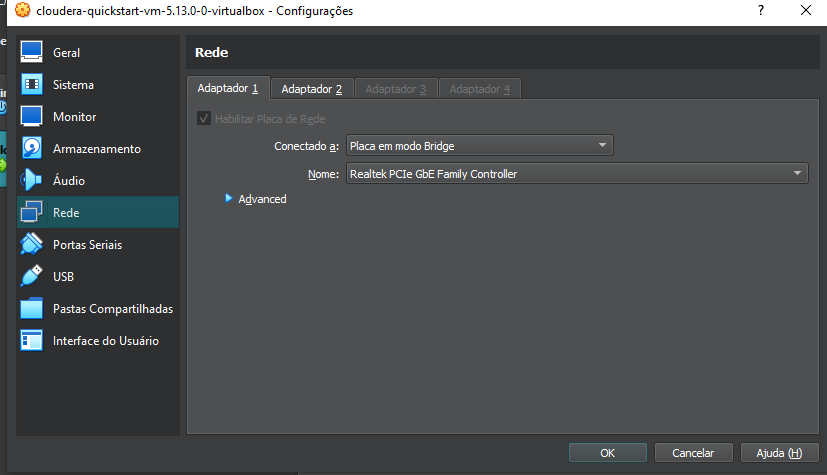 cloudera-quickstart-vm-5.13.0-0-virtualbox - Configurações
Geral
Sistema
Monitor
Armazenamento
Áudio
Rede
Portas Seriais
USB
Pastas Compartilhadas
Interface do Usuário
Rede
Adaptador 1 Adaptador 2 Adaptador 3 Adaptador 4
Habilitar Placa de Rede
Conectado a: Placa em modo Bridge
Nome: Realtek PCIe GbE Family Controller
Advanced
OK Cancelar Ajuda (H)